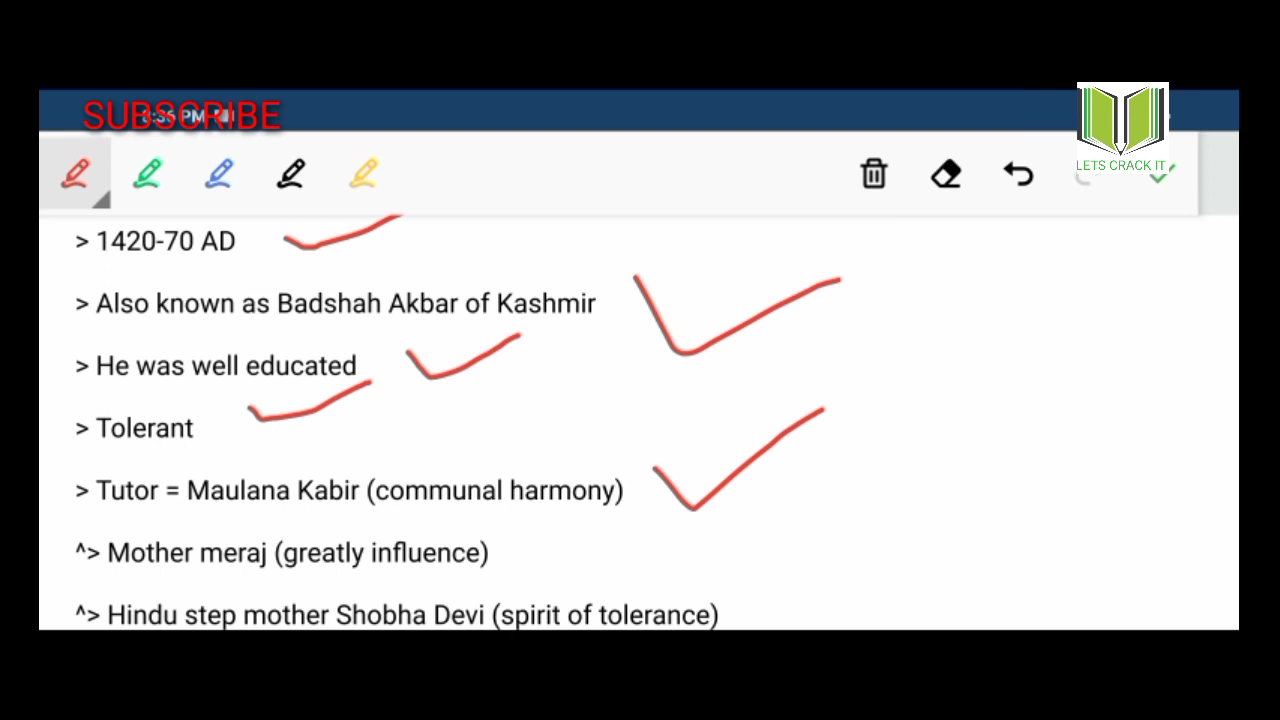 SUBSCRIBE
LETS CRACK IT
> 1420-70 AD
> Also known as Badshah Akbar of Kashmir
> He was well educated
> Tolerant
> Tutor = Maulana Kabir (communal harmony)
^> Mother meraj (greatly influence)
^> Hindu step mother Shobha Devi (spirit of tolerance)